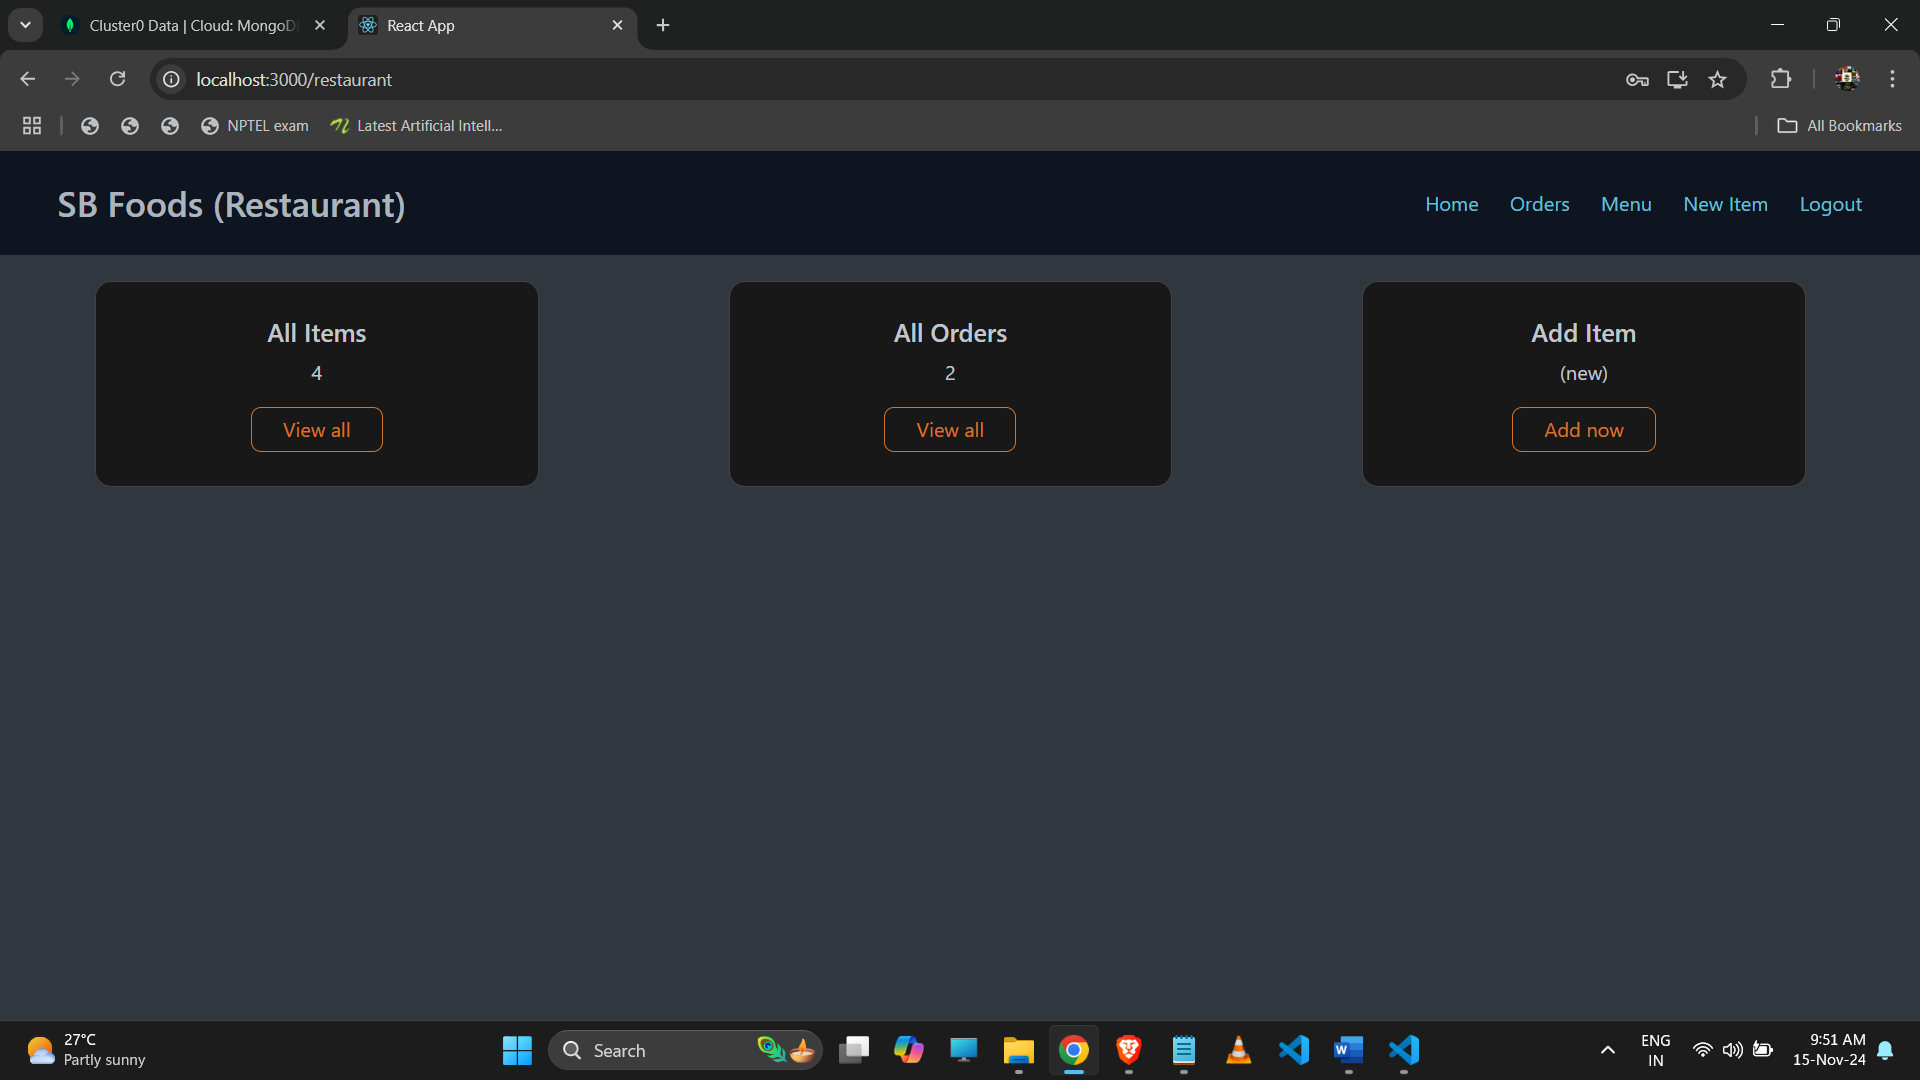 Cluster0 Data | Cloud: MongoD
React App
localhost:3000/restaurant
NPTEL exam
Latest Artificial Intell...
All Bookmarks
SB Foods (Restaurant)
Home
Orders
Menu
New Item
Logout
All Items
4
View all
All Orders
2
View all
Add Item
(new)
Add now
27°C
Partly sunny
Search
ENG
IN
9:51 AM
15-Nov-24